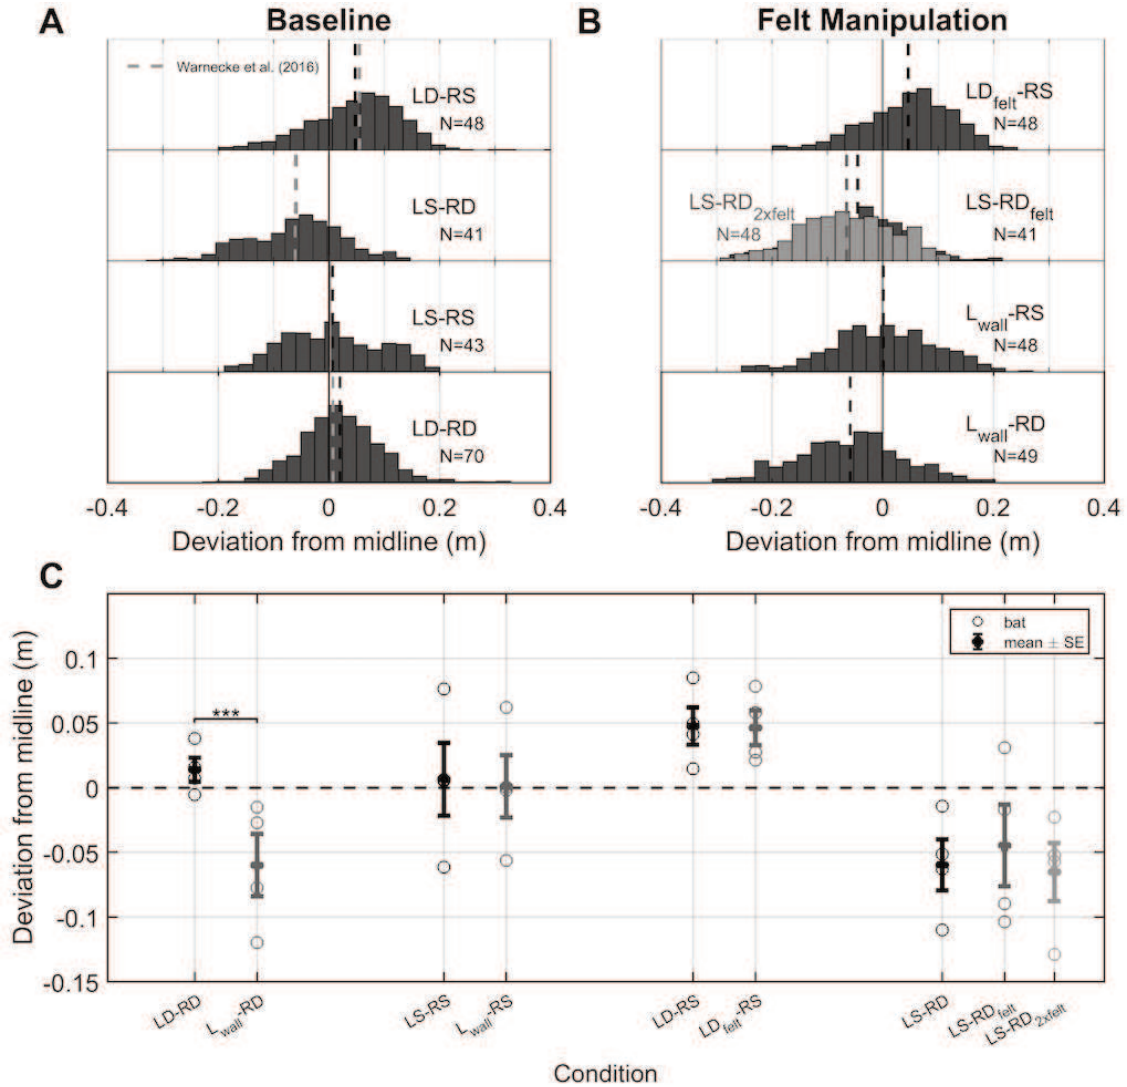 A Baseline
Warnecke et al. (2016)
LD-RS
N=48
LS-RD
N=41
LS-RS
N=43
LD-RD
N=70
-0.4 -0.2 0 0.2 0.4
Deviation from midline (m)
B Felt Manipulation
LDfelt-RS
N=48
LS-RD2xfelt
N=48
LS-RDfelt
N=41
Lwall-RS
N=48
Lwall-RD
N=49
-0.4 -0.2 0 0.2 0.4
Deviation from midline (m)
C
Deviation from midline (m)
0.1
0.05
0
-0.05
-0.1
-0.15
***
bat
mean ± SE
LD-RD Lwall-RD LS-RS Lwall-RS LD-RS LDfelt-RS LS-RD LS-RDfelt LS-RD2xfelt
Condition